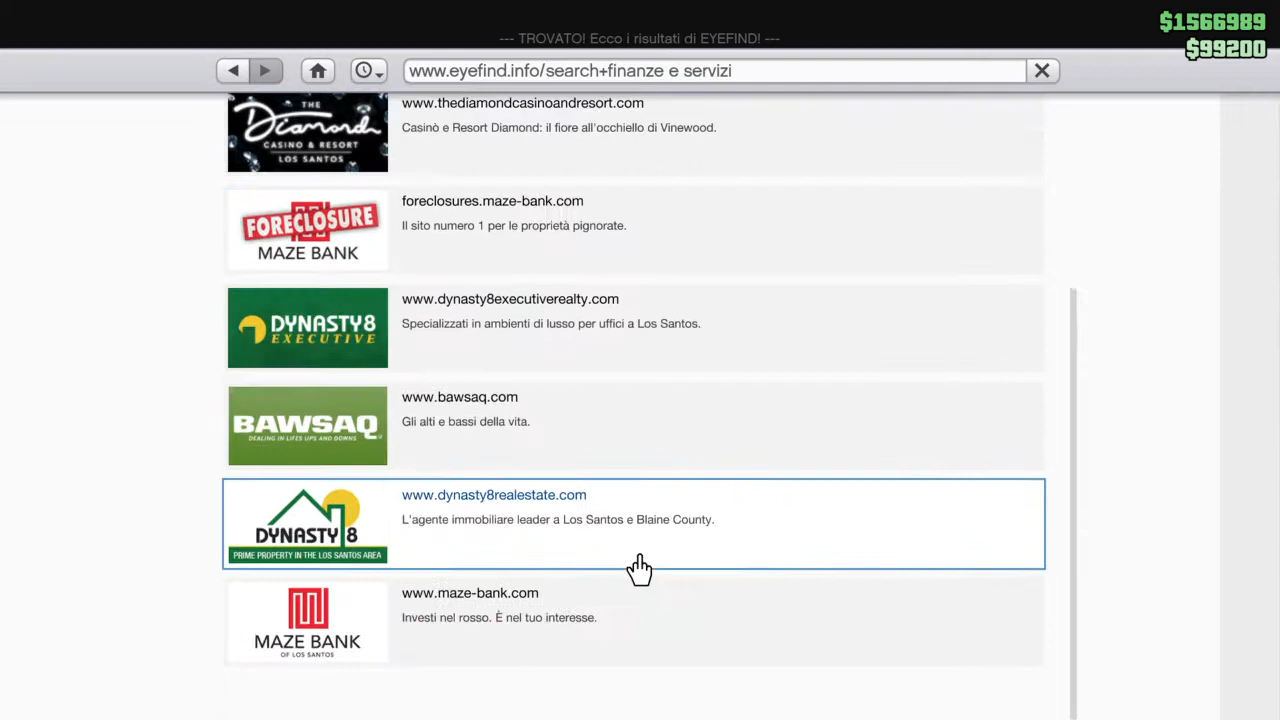 $1566989
$99200
--- TROVATO! Ecco i risultati di EYEFIND! ---
www.eyefind.info/search+finanze e servizi
THE
Diamond
CASINO & RESORT
LOS SANTOS
www.thediamondcasinoandresort.com
Casinò e Resort Diamond: il fiore all'occhiello di Vinewood.
FORECLOSURE
MAZE BANK
foreclosures.maze-bank.com
Il sito numero 1 per le proprietà pignorate.
DYNASTY8
EXECUTIVE
www.dynasty8executiverealty.com
Specializzati in ambienti di lusso per uffici a Los Santos.
BAWSAQ
DEALING IN LIFES UPS AND DOWNS
www.bawsaq.com
Gli alti e bassi della vita.
DYNASTY 8
PRIME PROPERTY IN THE LOS SANTOS AREA
www.dynasty8realestate.com
L'agente immobiliare leader a Los Santos e Blaine County.
MAZE BANK
OF LOS SANTOS
www.maze-bank.com
Investi nel rosso. È nel tuo interesse.